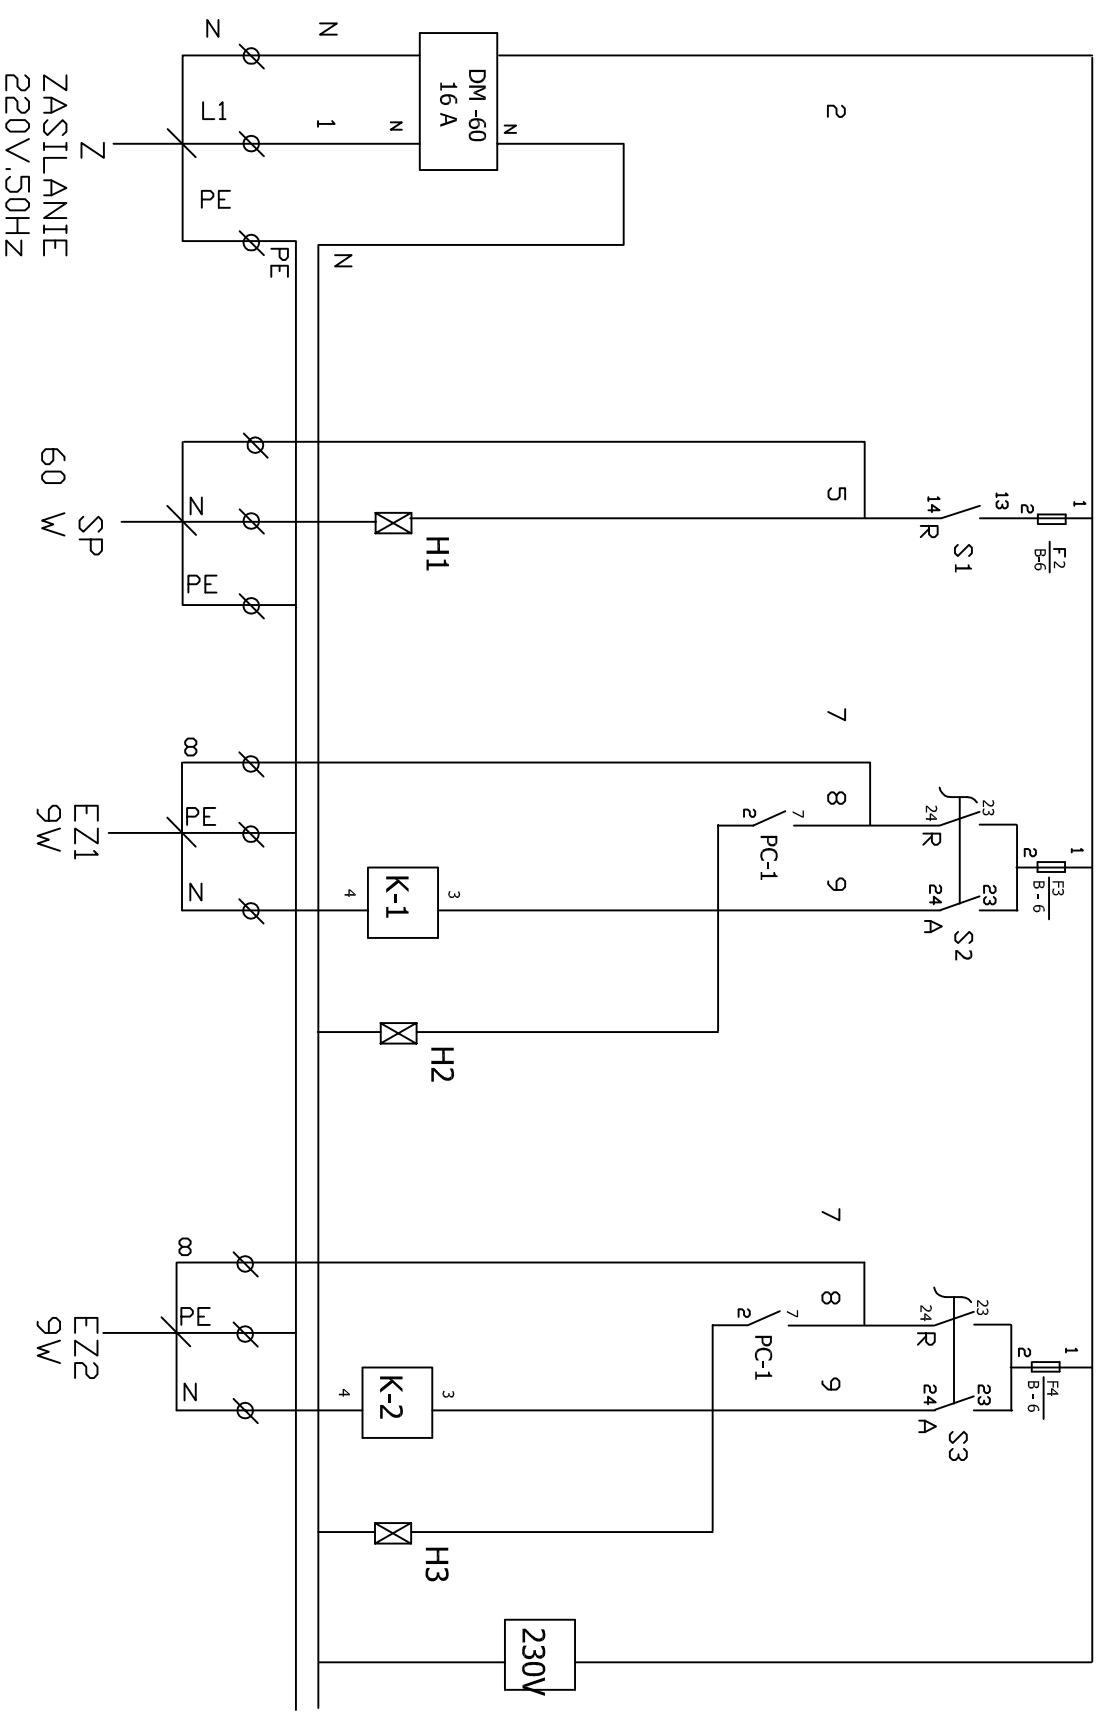 N
N
L1
1
N
PE
PE
N
DM -60
16 A
N
2
Z
ZASILANIE
220V,50Hz
1
2
F2
B-6
13
14
R
S1
5
H1
N
PE
SP
60 W
1
2
F3
B - 6
23
24
R
23
24
A
S2
7
8
9
7
2
PC-1
3
K-1
4
H2
8
PE
N
EZ1
9W
1
2
F4
B - 6
23
24
R
23
24
A
S3
7
8
9
7
2
PC-1
3
K-2
4
H3
8
PE
N
EZ2
9W
230V